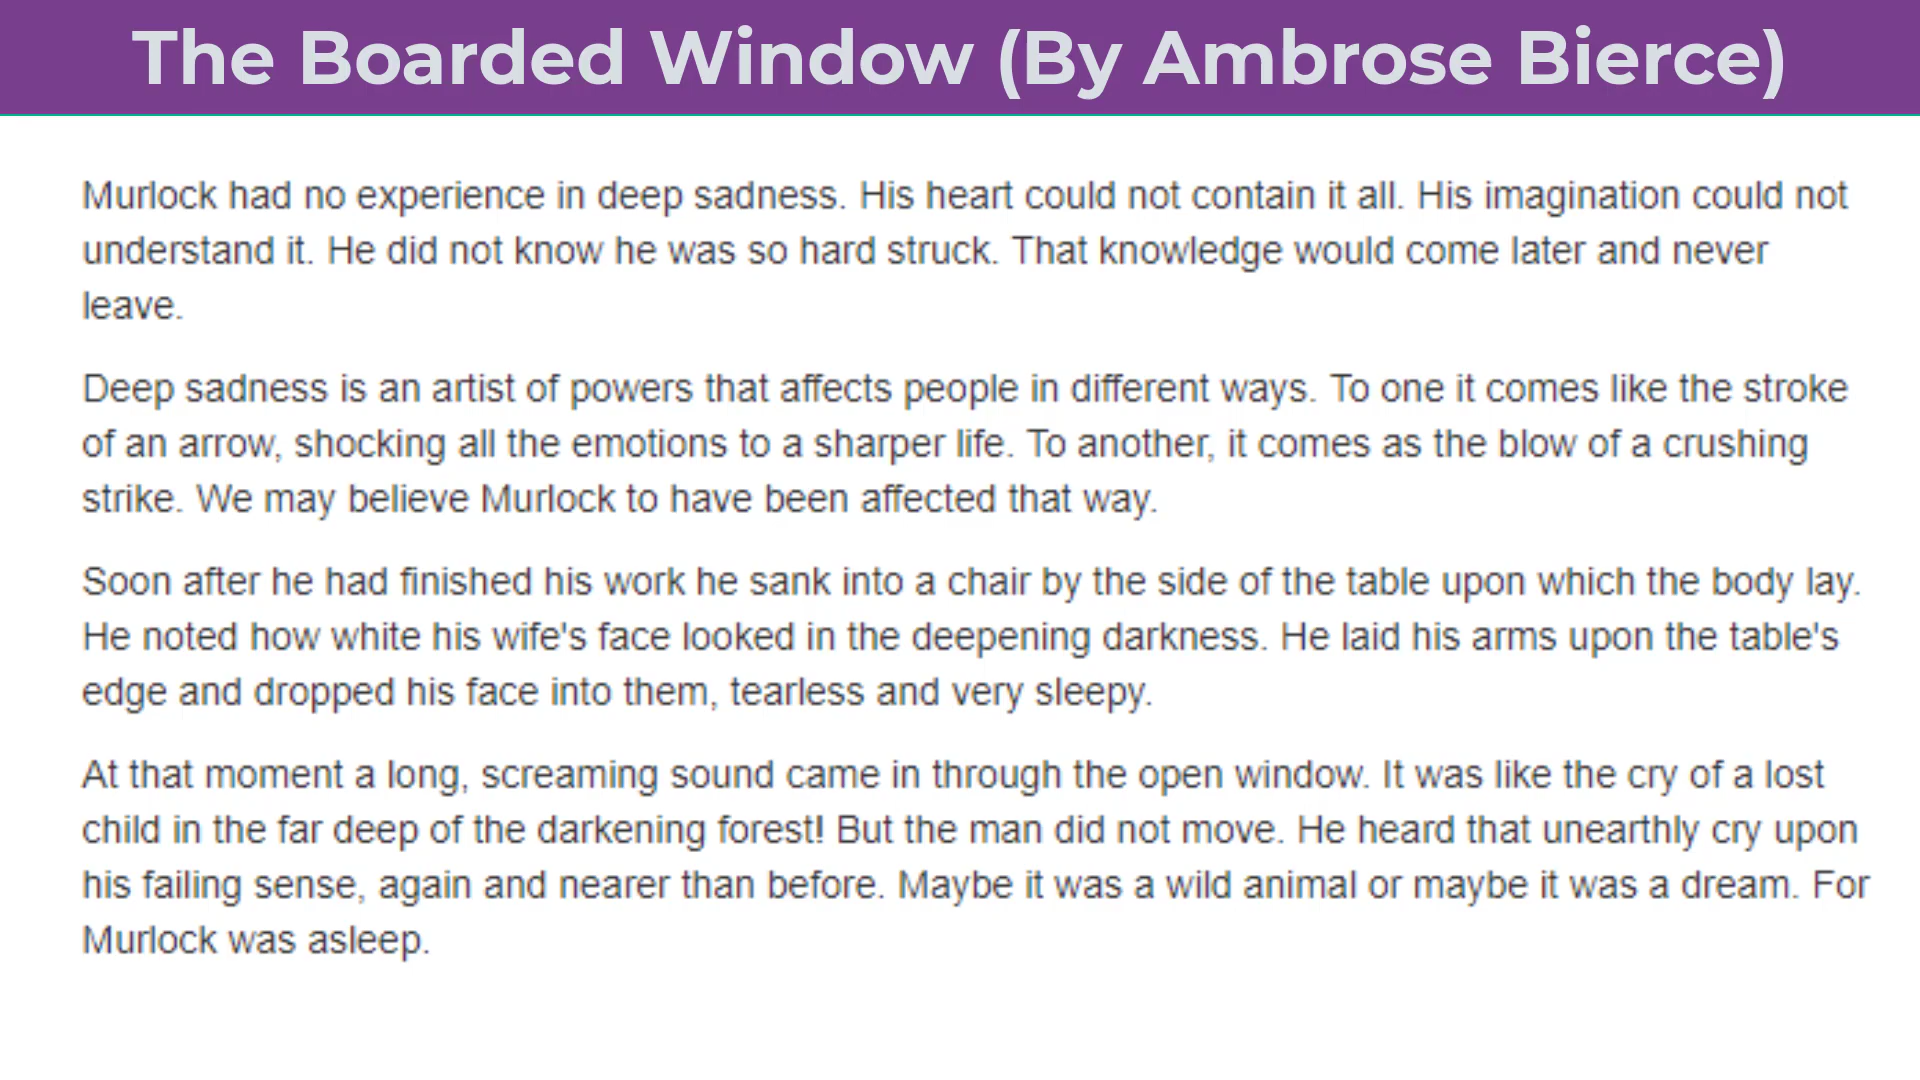 The Boarded Window (By Ambrose Bierce)
Murlock had no experience in deep sadness. His heart could not contain it all. His imagination could not
understand it. He did not know he was so hard struck. That knowledge would come later and never
leave.
Deep sadness is an artist of powers that affects people in different ways. To one it comes like the stroke
of an arrow, shocking all the emotions to a sharper life. To another, it comes as the blow of a crushing
strike. We may believe Murlock to have been affected that way.
Soon after he had finished his work he sank into a chair by the side of the table upon which the body lay.
He noted how white his wife's face looked in the deepening darkness. He laid his arms upon the table's
edge and dropped his face into them, tearless and very sleepy.
At that moment a long, screaming sound came in through the open window. It was like the cry of a lost
child in the far deep of the darkening forest! But the man did not move. He heard that unearthly cry upon
his failing sense, again and nearer than before. Maybe it was a wild animal or maybe it was a dream. For
Murlock was asleep.